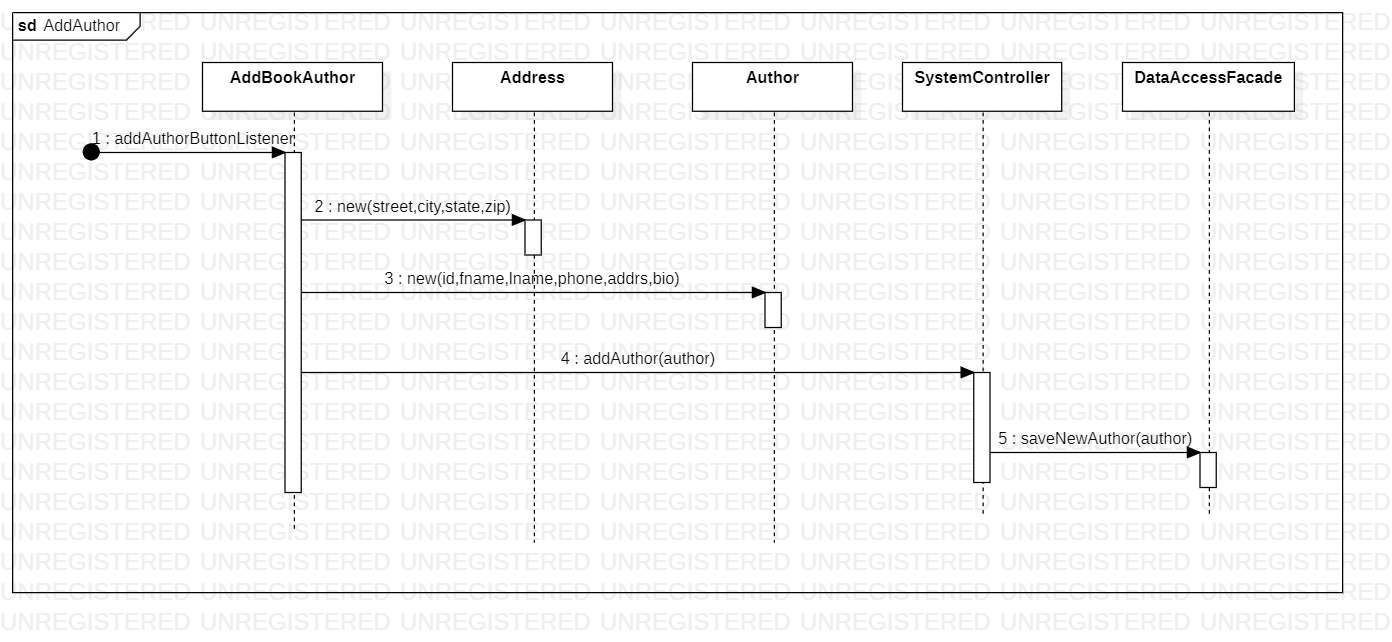 sd AddAuthor
AddBookAuthor
Address
Author
SystemController
DataAccessFacade
1 : addAuthorButtonListener
2 : new(street,city,state,zip)
3 : new(id,fname,lname,phone,addrs,bio)
4 : addAuthor(author)
5 : saveNewAuthor(author)
UNREGISTERED UNREGISTERED UNREGISTERED UNREGISTERED UNREGISTERED UNREGISTERED UNREGISTERED